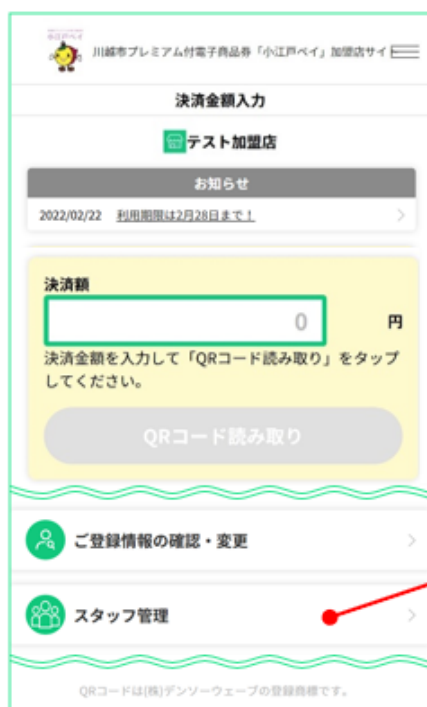 川越市プレミアム付電子商品券「小江戸ペイ」加盟店サイ
決済金額入力
テスト加盟店
お知らせ
2022/02/22 利用期限は2月28日まで！
決済額
0 円
決済金額を入力して「QRコード読み取り」をタップ
してください。
QRコード読み取り
ご登録情報の確認・変更
スタッフ管理
QRコードは(株)デンソーウェーブの登録商標です。